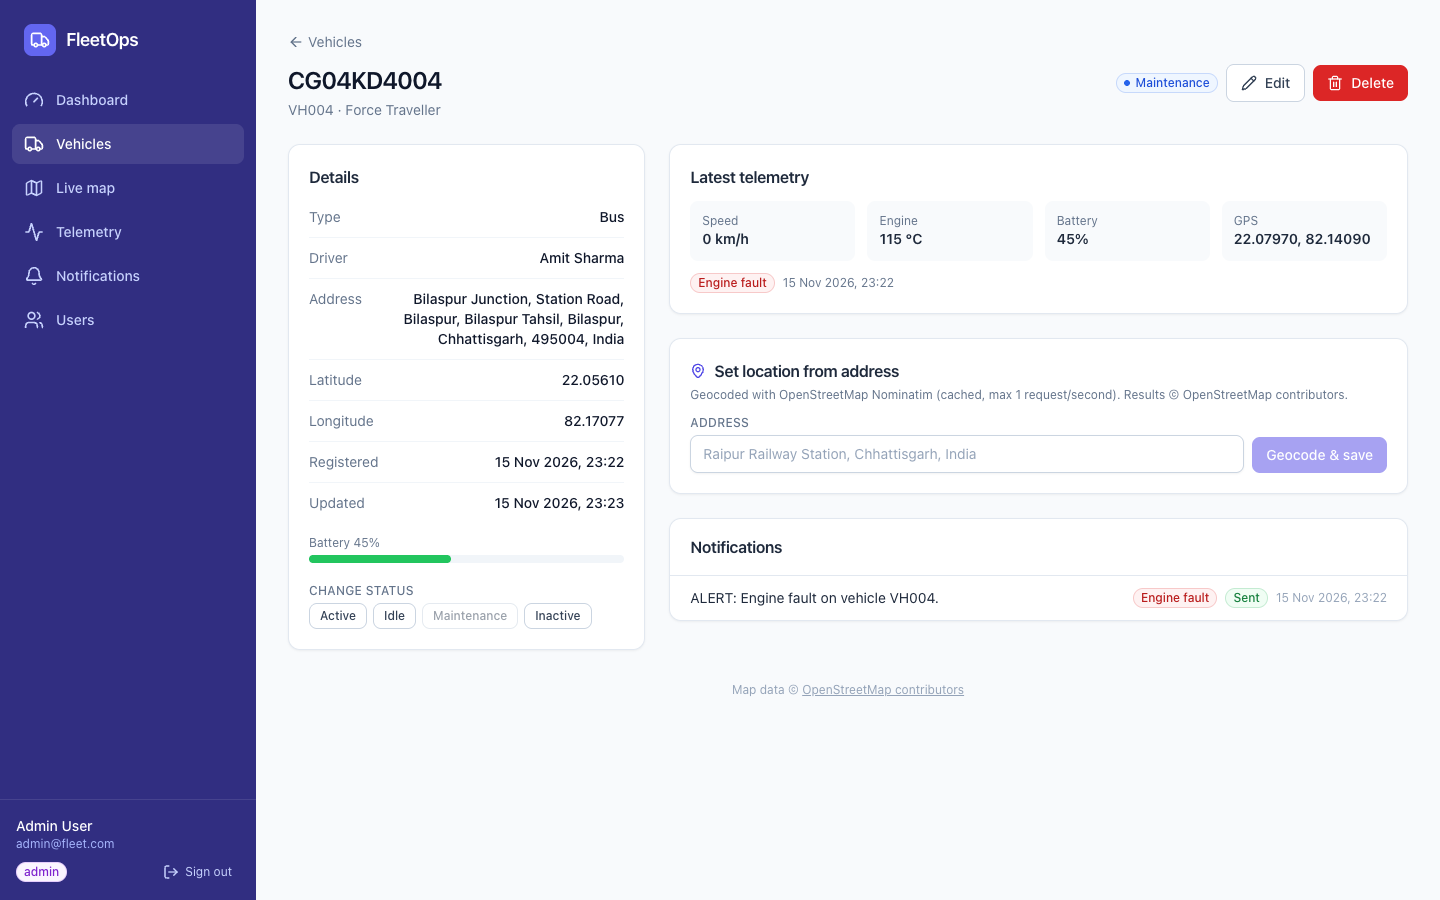 FleetOps
Dashboard
Vehicles
Live map
Telemetry
Notifications
Users
Admin User
admin@fleet.com
admin
Sign out
Vehicles
CG04KD4004
VH004 · Force Traveller
Maintenance
Edit
Delete
Details
Type Bus
Driver Amit Sharma
Address Bilaspur Junction, Station Road,
Bilaspur, Bilaspur Tahsil, Bilaspur,
Chhattisgarh, 495004, India
Latitude 22.05610
Longitude 82.17077
Registered 15 Nov 2026, 23:22
Updated 15 Nov 2026, 23:23
Battery 45%
CHANGE STATUS
Active Idle Maintenance Inactive
Latest telemetry
Speed
0 km/h
Engine
115 °C
Battery
45%
GPS
22.07970, 82.14090
Engine fault 15 Nov 2026, 23:22
Set location from address
Geocoded with OpenStreetMap Nominatim (cached, max 1 request/second). Results © OpenStreetMap contributors.
ADDRESS
Raipur Railway Station, Chhattisgarh, India
Geocode & save
Notifications
ALERT: Engine fault on vehicle VH004. Engine fault Sent 15 Nov 2026, 23:22
Map data © OpenStreetMap contributors